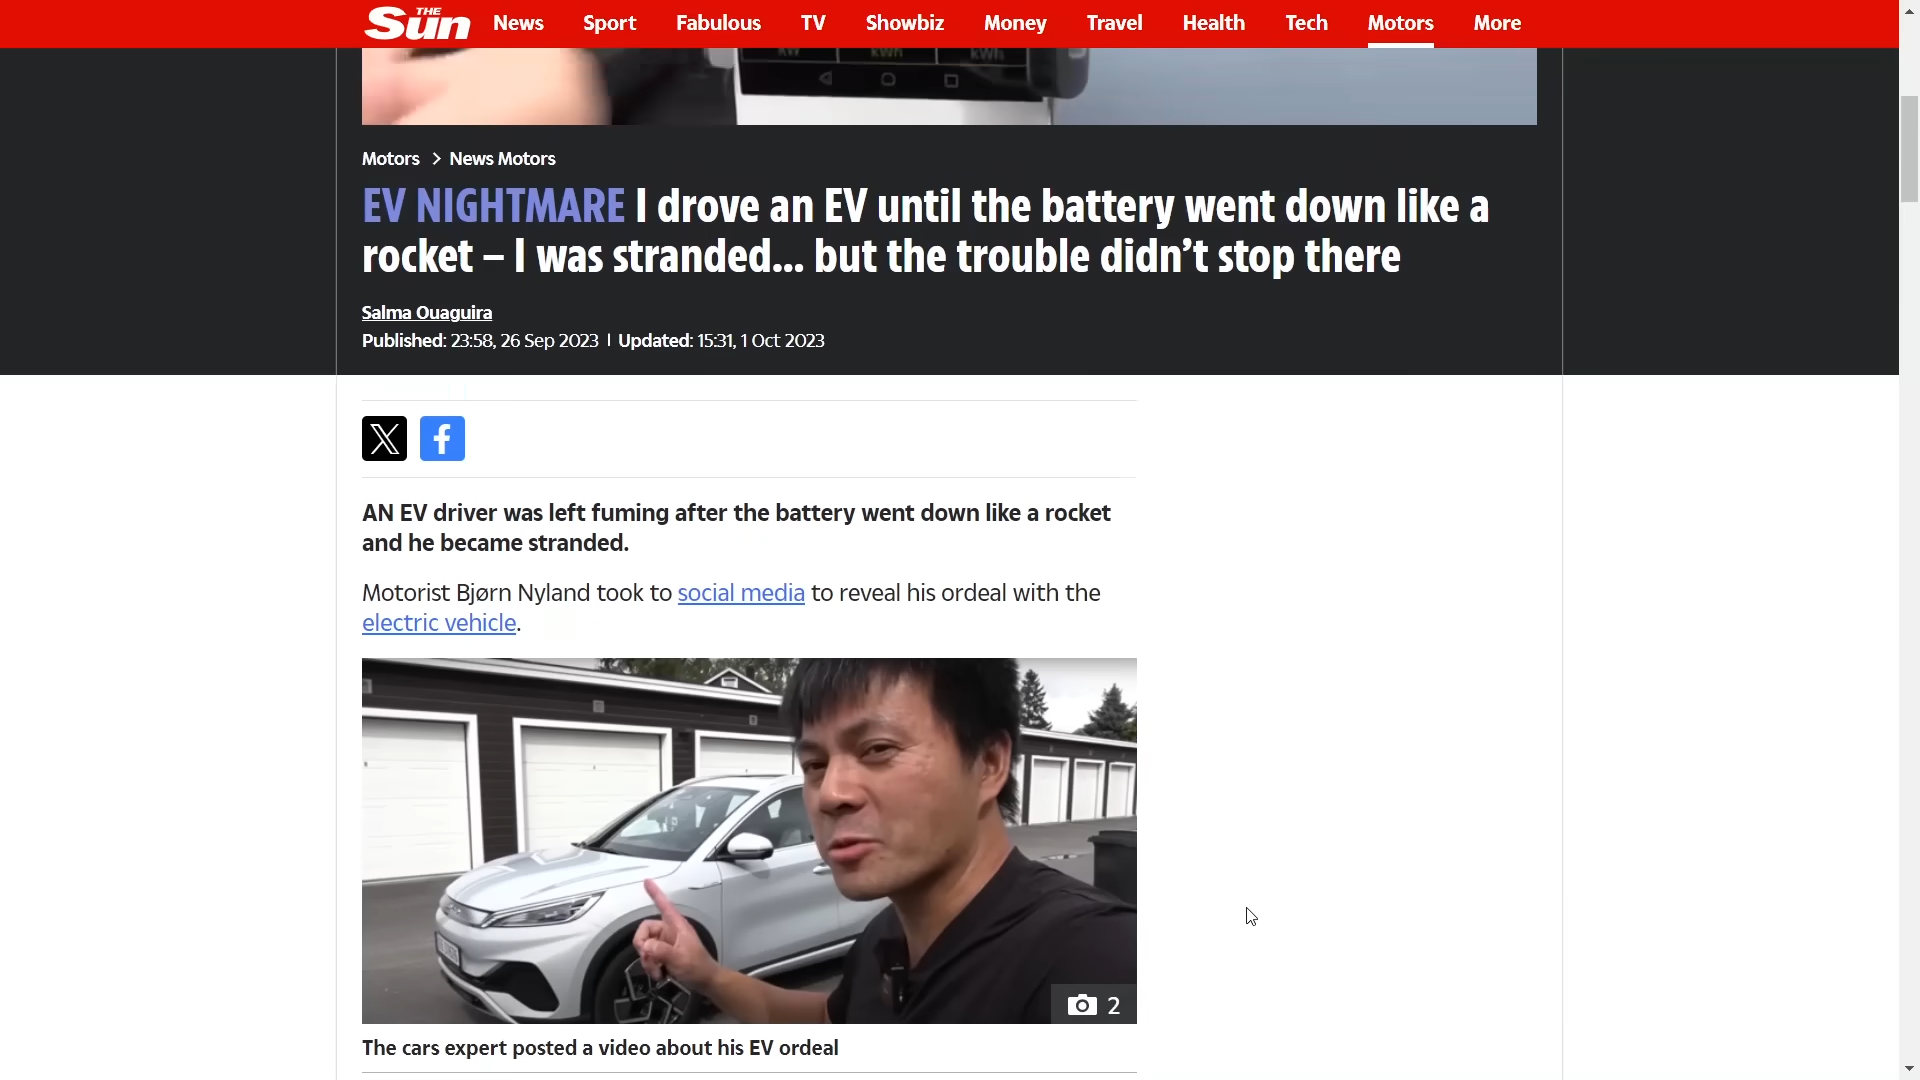 THE Sun News Sport Fabulous TV Showbiz Money Travel Health Tech Motors More
kW kWh kWh
Motors > News Motors
EV NIGHTMARE I drove an EV until the battery went down like a
rocket – I was stranded... but the trouble didn’t stop there
Salma Ouaguira
Published: 23:58, 26 Sep 2023 | Updated: 15:31, 1 Oct 2023
AN EV driver was left fuming after the battery went down like a rocket
and he became stranded.
Motorist Bjørn Nyland took to social media to reveal his ordeal with the
electric vehicle.
2
The cars expert posted a video about his EV ordeal